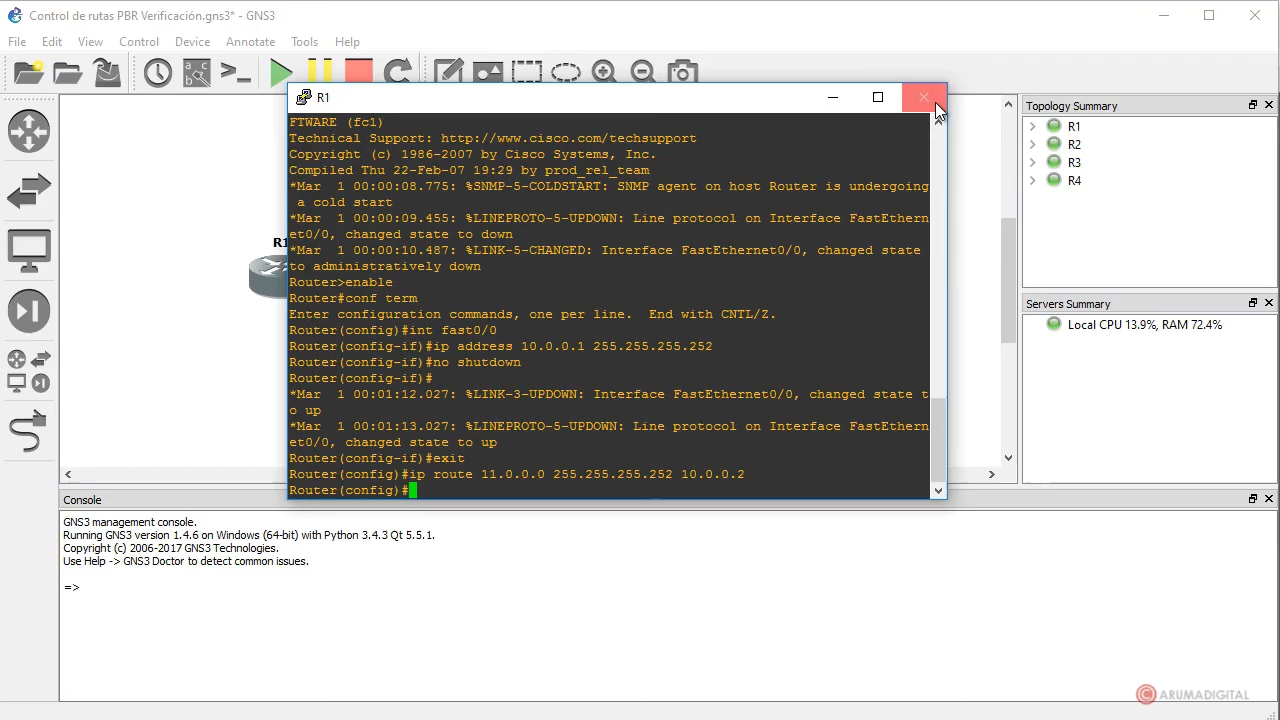 Control de rutas PBR Verificación.gns3* - GNS3
File Edit View Control Device Annotate Tools Help
R1
FTWARE (fc1)
Technical Support: http://www.cisco.com/techsupport
Copyright (c) 1986-2007 by Cisco Systems, Inc.
Compiled Thu 22-Feb-07 19:29 by prod_rel_team
*Mar  1 00:00:08.775: %SNMP-5-COLDSTART: SNMP agent on host Router is undergoing
 a cold start
*Mar  1 00:00:09.455: %LINEPROTO-5-UPDOWN: Line protocol on Interface FastEthern
et0/0, changed state to down
*Mar  1 00:00:10.487: %LINK-5-CHANGED: Interface FastEthernet0/0, changed state
to administratively down
Router>enable
Router#conf term
Enter configuration commands, one per line.  End with CNTL/Z.
Router(config)#int fast0/0
Router(config-if)#ip address 10.0.0.1 255.255.255.252
Router(config-if)#no shutdown
Router(config-if)#
*Mar  1 00:01:12.027: %LINK-3-UPDOWN: Interface FastEthernet0/0, changed state t
o up
*Mar  1 00:01:13.027: %LINEPROTO-5-UPDOWN: Line protocol on Interface FastEthern
et0/0, changed state to up
Router(config-if)#exit
Router(config)#ip route 11.0.0.0 255.255.255.252 10.0.0.2
Router(config)#
R1
Topology Summary
R1
R2
R3
R4
Servers Summary
Local CPU 13.9%, RAM 72.4%
Console
GNS3 management console.
Running GNS3 version 1.4.6 on Windows (64-bit) with Python 3.4.3 Qt 5.5.1.
Copyright (c) 2006-2017 GNS3 Technologies.
Use Help -> GNS3 Doctor to detect common issues.
=>
© ARUMADIGITAL